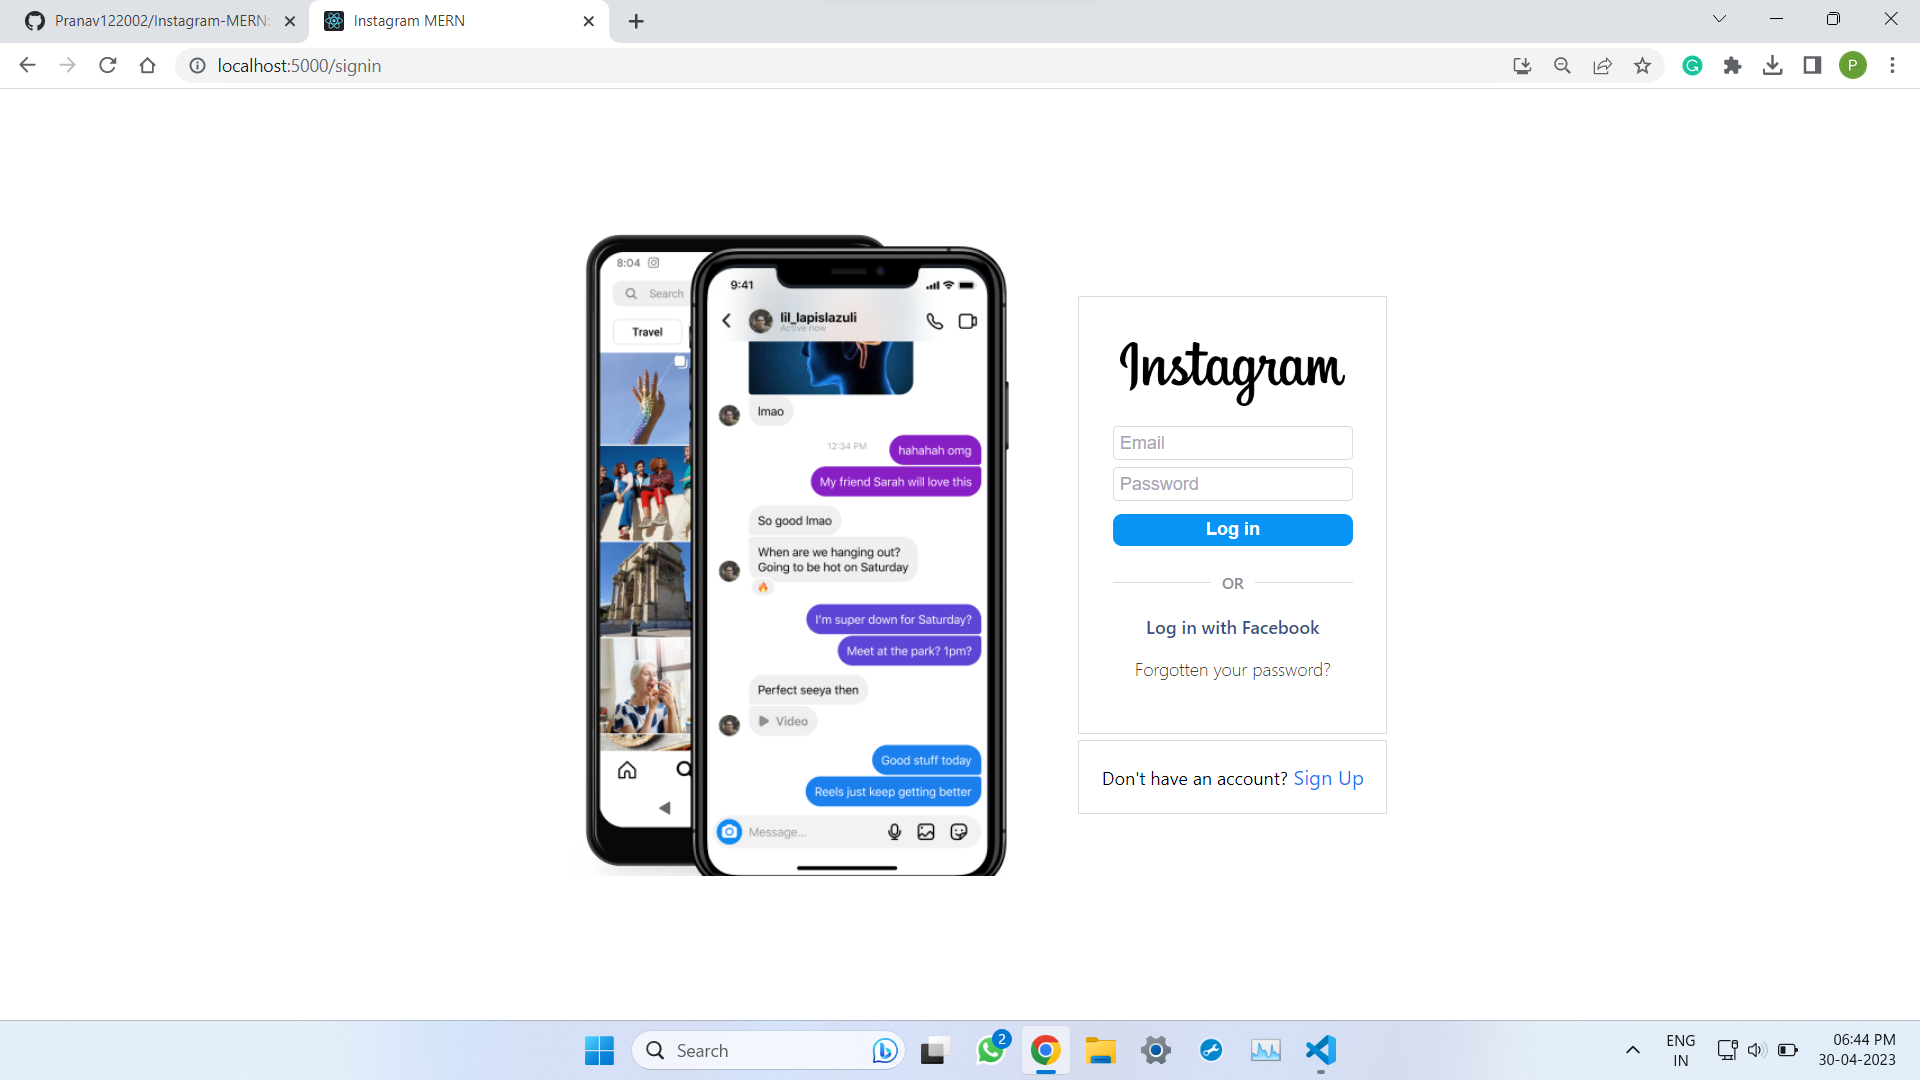 Pranav122002/Instagram-MERN:
Instagram MERN
localhost:5000/signin
P
8:04
Search
Travel
9:41
lil_lapislazuli
Active now
lmao
12:34 PM
hahahah omg
My friend Sarah will love this
So good lmao
When are we hanging out?
Going to be hot on Saturday
I'm super down for Saturday?
Meet at the park? 1pm?
Perfect seeya then
Video
Good stuff today
Reels just keep getting better
Message...
Instagram
Email
Password
Log in
OR
Log in with Facebook
Forgotten your password?
Don't have an account? Sign Up
Search
2
ENG
IN
06:44 PM
30-04-2023